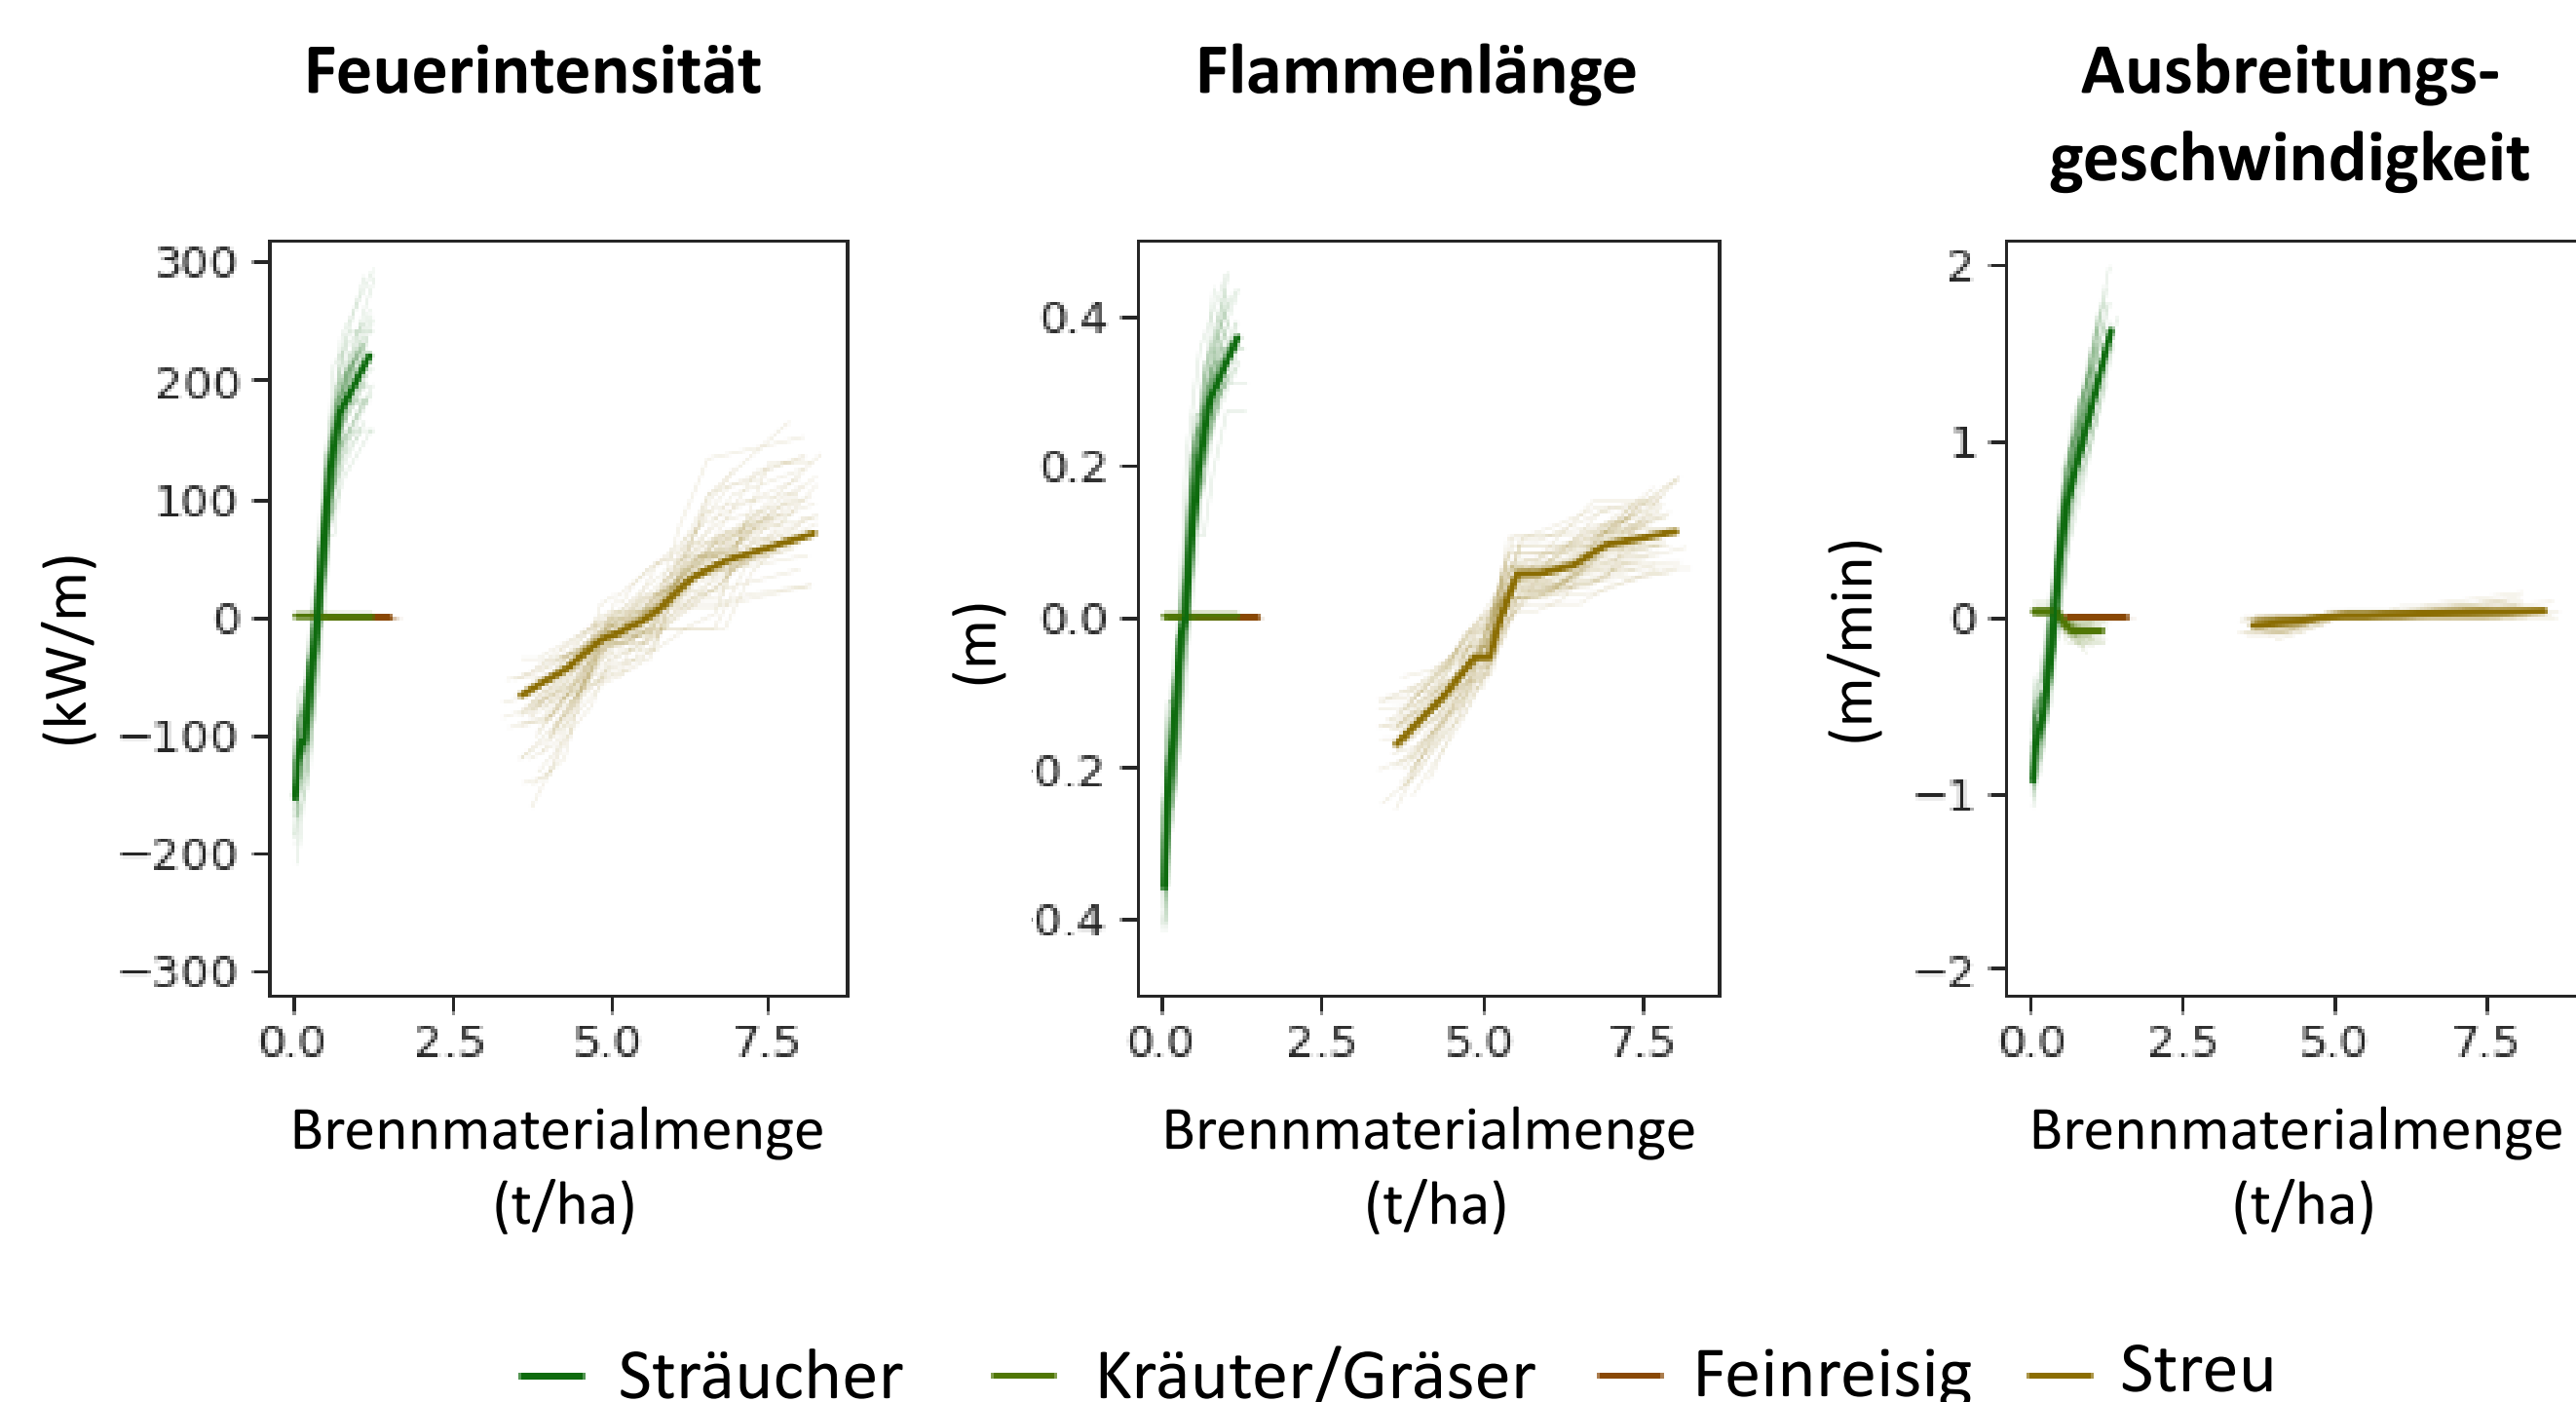 Feuerintensität
Flammenlänge
Ausbreitungs-
geschwindigkeit
300
200
100
0
−100
−200
−300
(kW/m)
0.0 2.5 5.0 7.5
Brennmaterialmenge
(t/ha)
0.4
0.2
0.0
0.2
0.4
(m)
0.0 2.5 5.0 7.5
Brennmaterialmenge
(t/ha)
2
1
0
−1
−2
(m/min)
0.0 2.5 5.0 7.5
Brennmaterialmenge
(t/ha)
Sträucher Kräuter/Gräser Feinreisig Streu